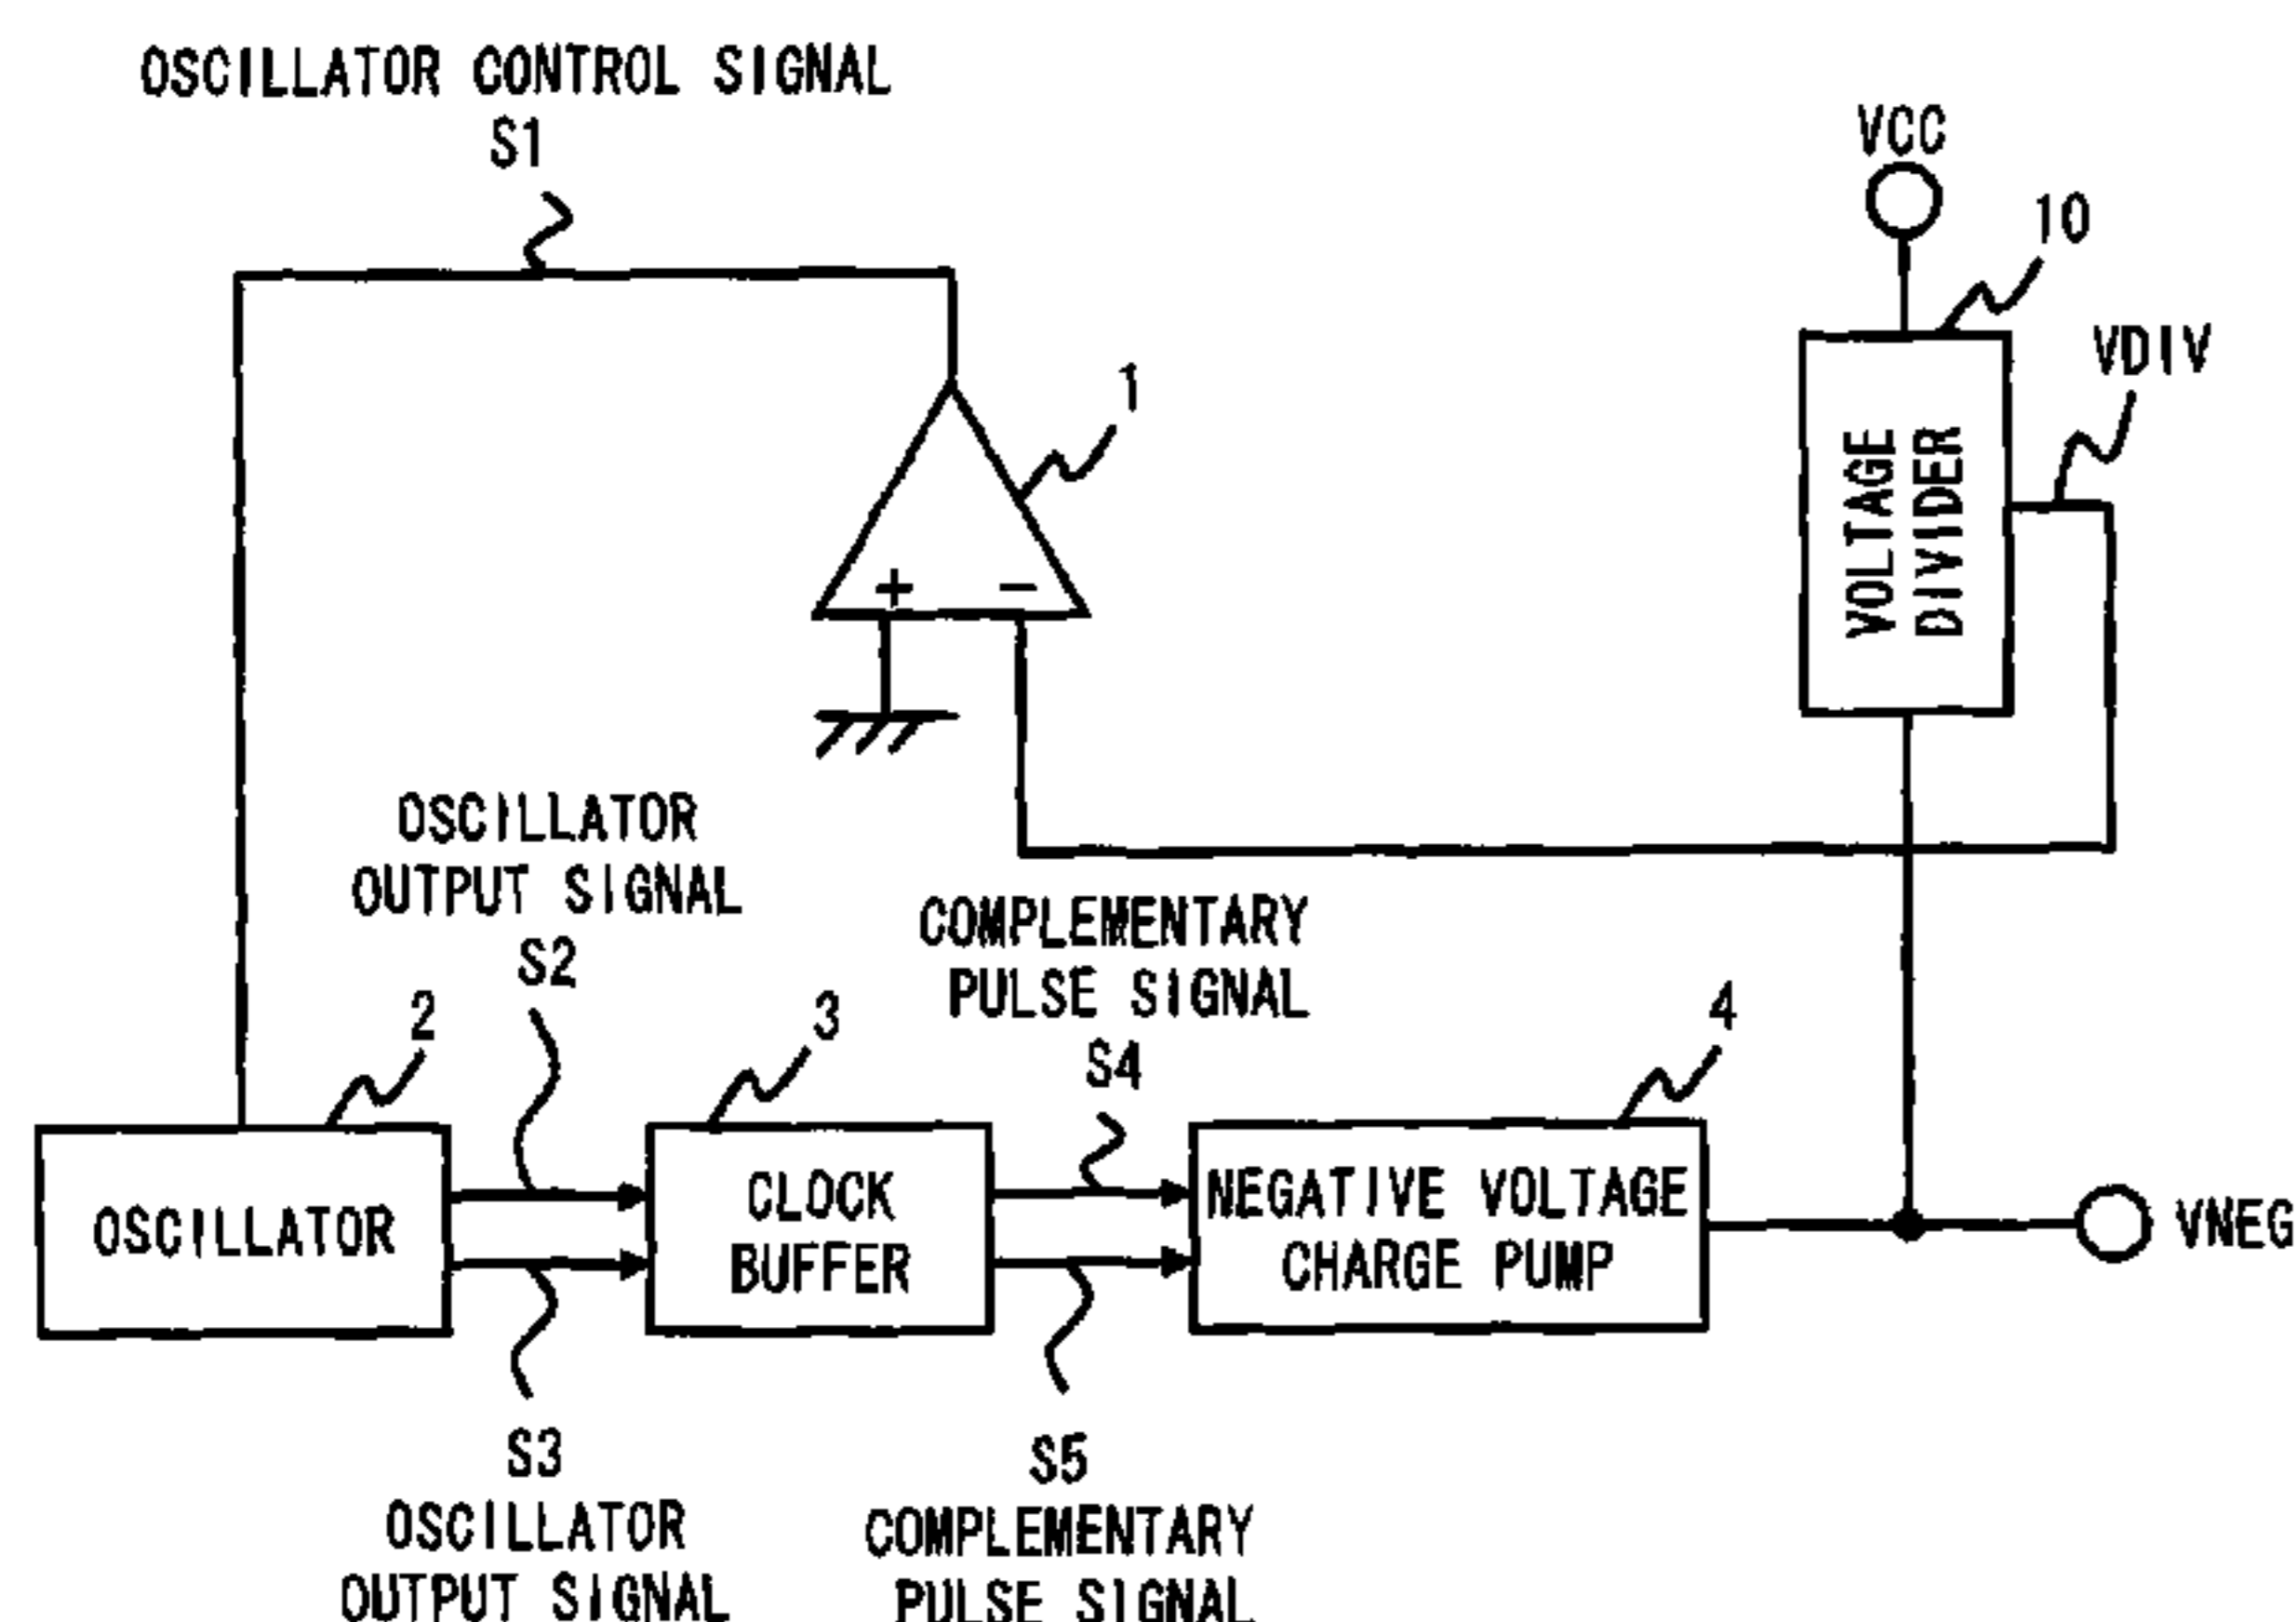 OSCILLATOR CONTROL SIGNAL
S1
VCC
10
VDIV
1
VOLTAGE
DIVIDER
+ −
OSCILLATOR
OUTPUT SIGNAL
S2
COMPLEMENTARY
PULSE SIGNAL
S4
2
3
4
OSCILLATOR
CLOCK
BUFFER
NEGATIVE VOLTAGE
CHARGE PUMP
VNEG
S3
OSCILLATOR
OUTPUT SIGNAL
S5
COMPLEMENTARY
PULSE SIGNAL